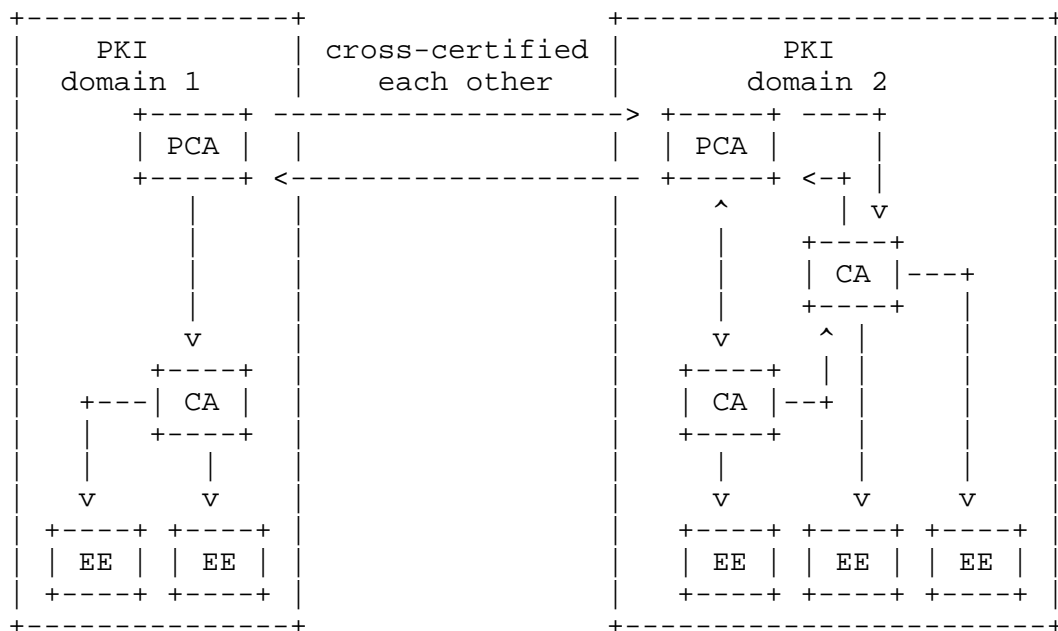 PKI cross-certified PKI
domain 1 each other domain 2
PCA PCA
CA
CA CA
EE EE EE EE EE